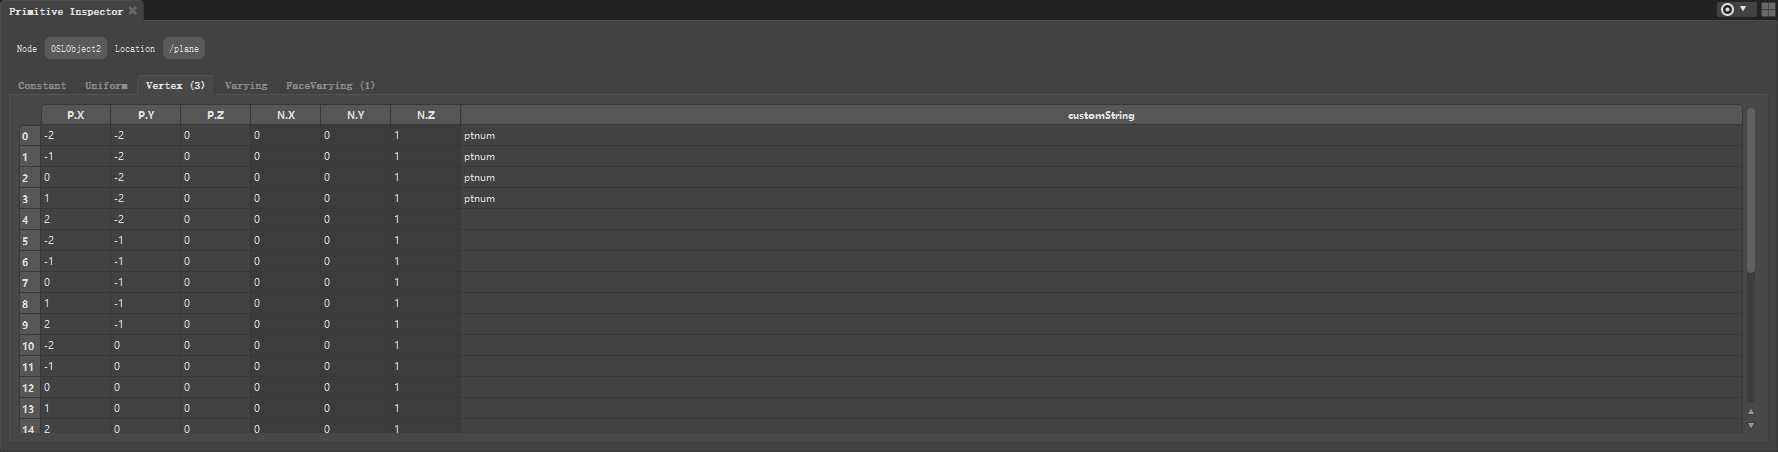 Primitive Inspector
Node OSLObject2 Location /plane
Constant Uniform Vertex (3) Varying FaceVarying (1)
P.X P.Y P.Z N.X N.Y N.Z customString
0 -2 -2 0 0 0 1 ptnum
1 -1 -2 0 0 0 1 ptnum
2 0 -2 0 0 0 1 ptnum
3 1 -2 0 0 0 1 ptnum
4 2 -2 0 0 0 1
5 -2 -1 0 0 0 1
6 -1 -1 0 0 0 1
7 0 -1 0 0 0 1
8 1 -1 0 0 0 1
9 2 -1 0 0 0 1
10 -2 0 0 0 0 1
11 -1 0 0 0 0 1
12 0 0 0 0 0 1
13 1 0 0 0 0 1
14 2 0 0 0 0 1